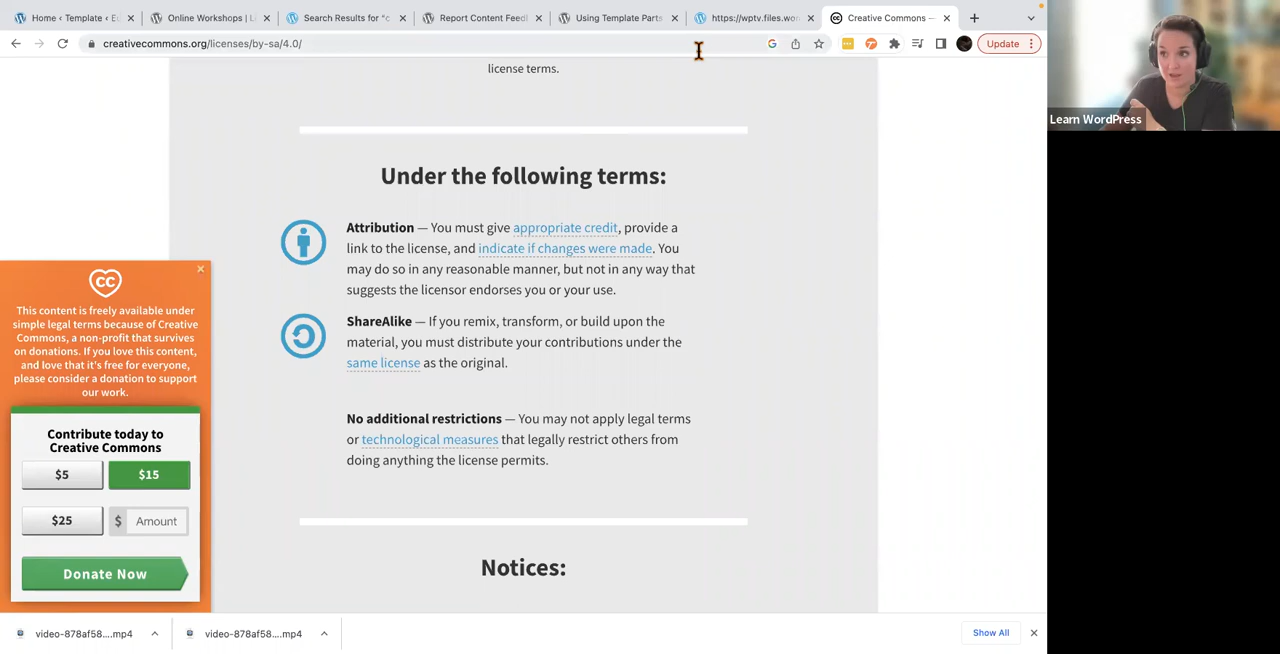 Home ‹ Template ‹ E
Online Workshops | L
Search Results for "c
Report Content Feed
Using Template Parts
https://wptv.files.wo
Creative Commons —
creativecommons.org/licenses/by-sa/4.0/
Update
license terms.
Learn WordPress
Under the following terms:
Attribution — You must give appropriate credit, provide a
link to the license, and indicate if changes were made. You
may do so in any reasonable manner, but not in any way that
suggests the licensor endorses you or your use.
ShareAlike — If you remix, transform, or build upon the
material, you must distribute your contributions under the
same license as the original.
No additional restrictions — You may not apply legal terms
or technological measures that legally restrict others from
doing anything the license permits.
Notices:
CC
This content is freely available under
simple legal terms because of Creative
Commons, a non-profit that survives
on donations. If you love this content,
and love that it's free for everyone,
please consider a donation to support
our work.
Contribute today to
Creative Commons
$5
$15
$25
$ Amount
Donate Now
video-878af58....mp4
video-878af58....mp4
Show All